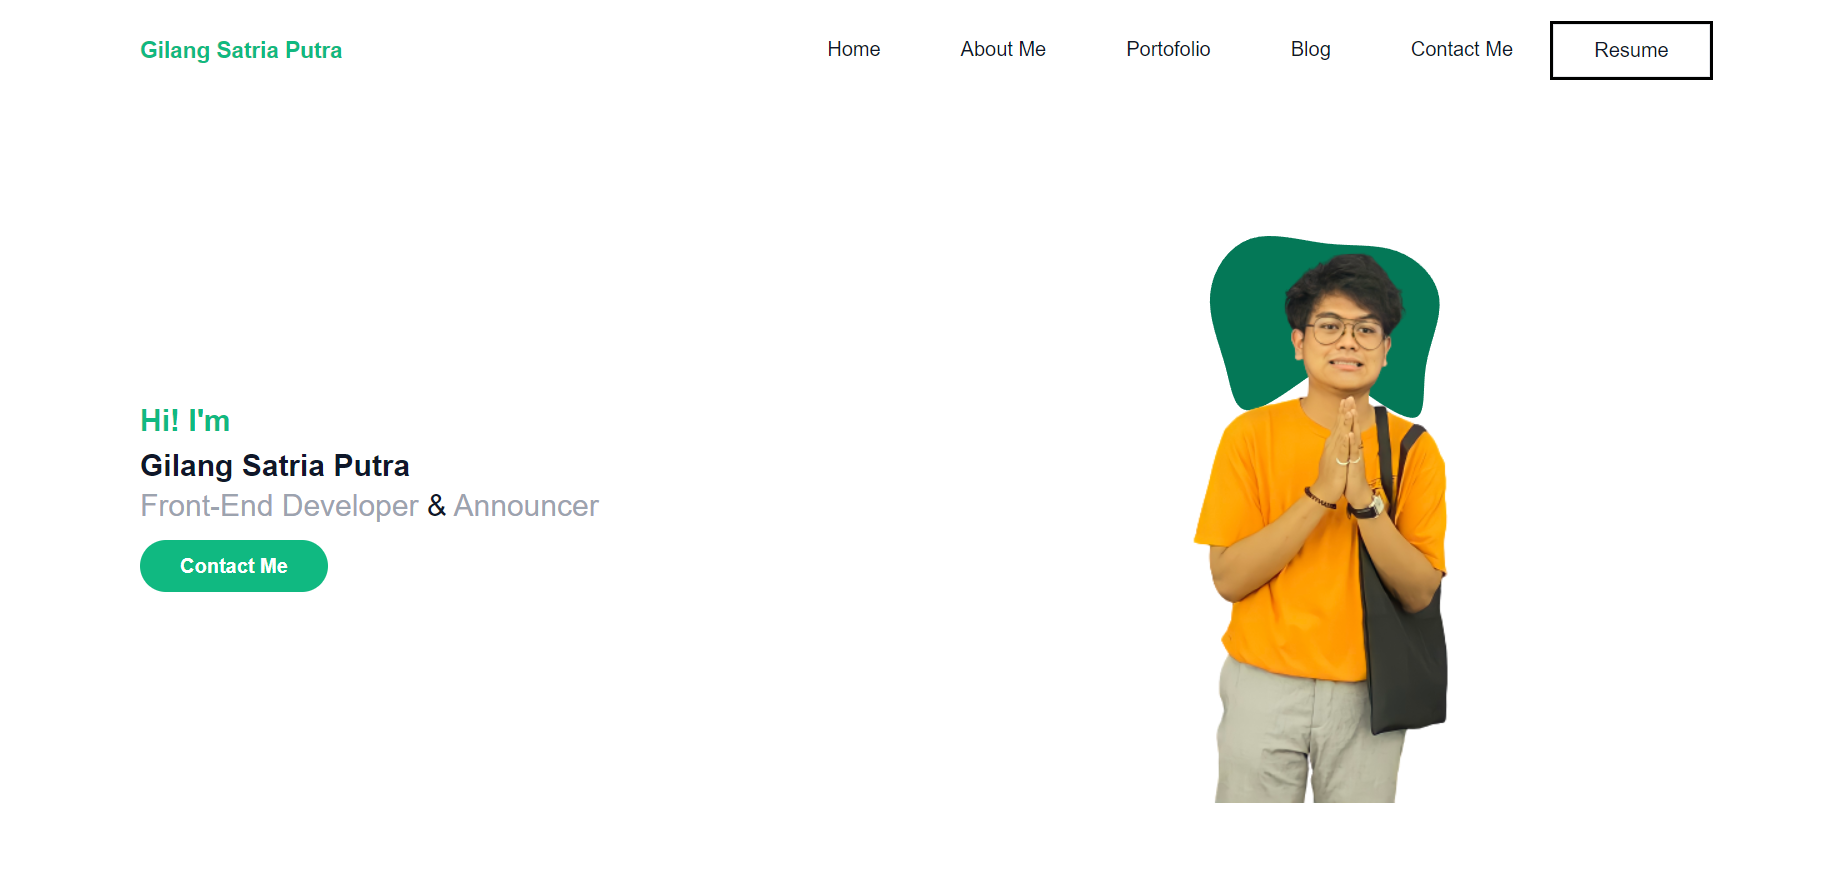 Gilang Satria Putra
Home
About Me
Portofolio
Blog
Contact Me
Resume
Hi! I'm
Gilang Satria Putra
Front-End Developer & Announcer
Contact Me